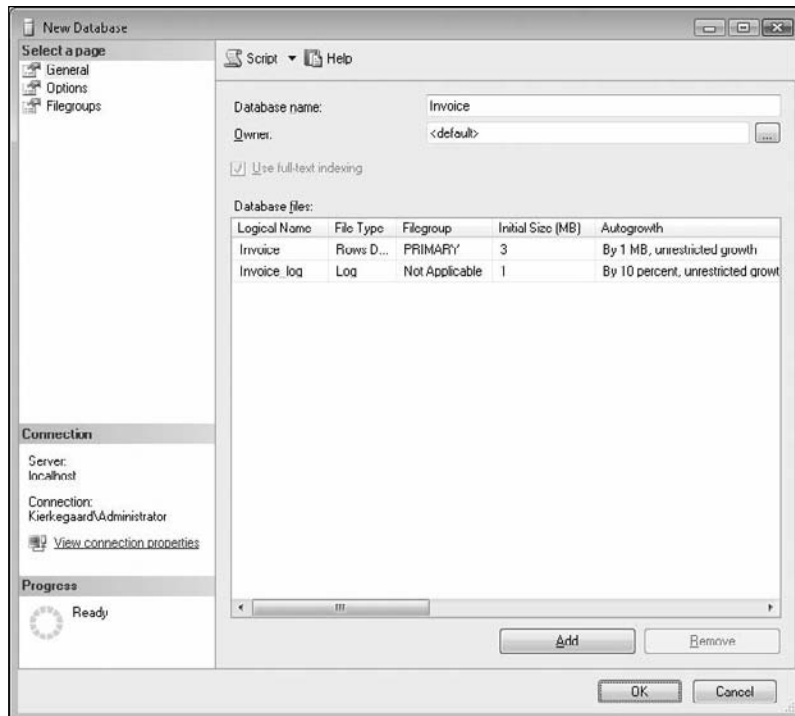 New Database
Select a page
General
Options
Filegroups
Script Help
Database name: Invoice
Owner: <default>
...
Use full-text indexing
Database files:
Logical Name File Type Filegroup Initial Size (MB) Autogrowth
Invoice Rows D... PRIMARY 3 By 1 MB, unrestricted growth
Invoice_log Log Not Applicable 1 By 10 percent, unrestricted growt
Connection
Server:
localhost
Connection:
Kierkegaard\Administrator
View connection properties
Progress
Ready
Add Remove
OK Cancel